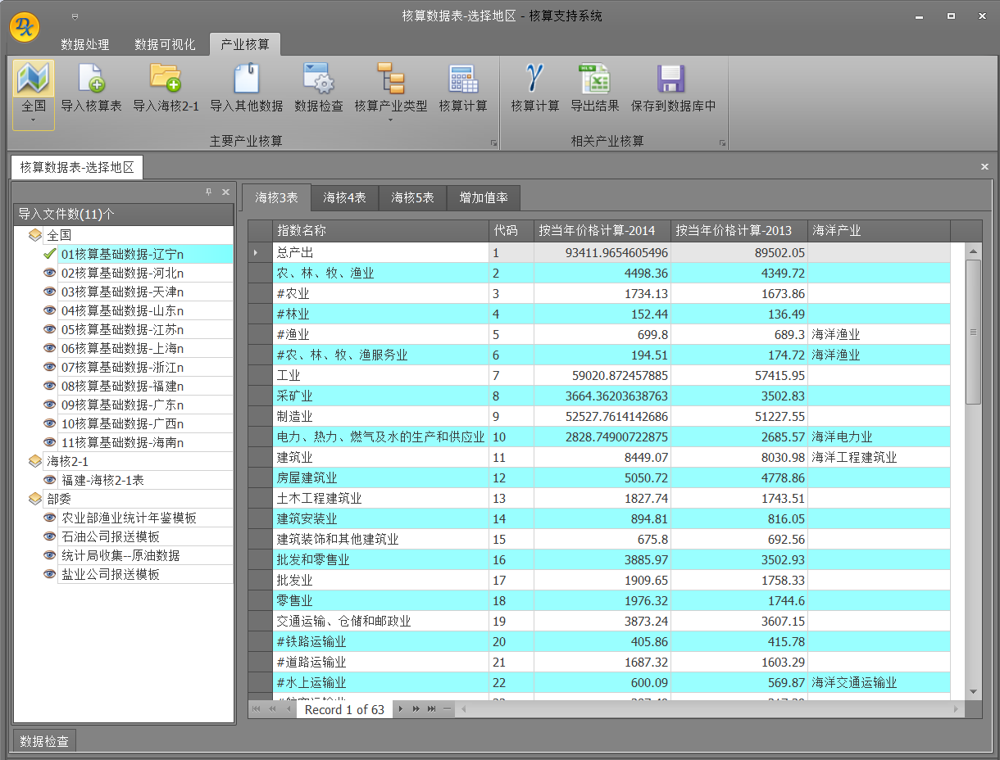 核算数据表-选择地区 - 核算支持系统
数据处理 数据可视化 产业核算
全国 导入核算表 导入海核2-1 导入其他数据 数据检查 核算产业类型 核算计算 核算计算 导出结果 保存到数据库中
主要产业核算 相关产业核算
核算数据表-选择地区
导入文件数(11)个
全国
01核算基础数据-辽宁n
02核算基础数据-河北n
03核算基础数据-天津n
04核算基础数据-山东n
05核算基础数据-江苏n
06核算基础数据-上海n
07核算基础数据-浙江n
08核算基础数据-福建n
09核算基础数据-广东n
10核算基础数据-广西n
11核算基础数据-海南n
海核2-1
福建-海核2-1表
部委
农业部渔业统计年鉴模板
石油公司报送模板
统计局收集--原油数据
盐业公司报送模板
海核3表 海核4表 海核5表 增加值率
指数名称 代码 按当年价格计算-2014 按当年价格计算-2013 海洋产业
总产出 1 93411.9654605496 89502.05
农、林、牧、渔业 2 4498.36 4349.72
#农业 3 1734.13 1673.86
#林业 4 152.44 136.49
#渔业 5 699.8 689.3 海洋渔业
#农、林、牧、渔服务业 6 194.51 174.72 海洋渔业
工业 7 59020.872457885 57415.95
采矿业 8 3664.36203638763 3502.83
制造业 9 52527.7614142686 51227.55
电力、热力、燃气及水的生产和供应业 10 2828.74900722875 2685.57 海洋电力业
建筑业 11 8449.07 8030.98 海洋工程建筑业
房屋建筑业 12 5050.72 4778.86
土木工程建筑业 13 1827.74 1743.51
建筑安装业 14 894.81 816.05
建筑装饰和其他建筑业 15 675.8 692.56
批发和零售业 16 3885.97 3502.93
批发业 17 1909.65 1758.33
零售业 18 1976.32 1744.6
交通运输、仓储和邮政业 19 3873.24 3607.15
#铁路运输业 20 405.86 415.78
#道路运输业 21 1687.32 1603.29
#水上运输业 22 600.09 569.87 海洋交通运输业
Record 1 of 63
数据检查